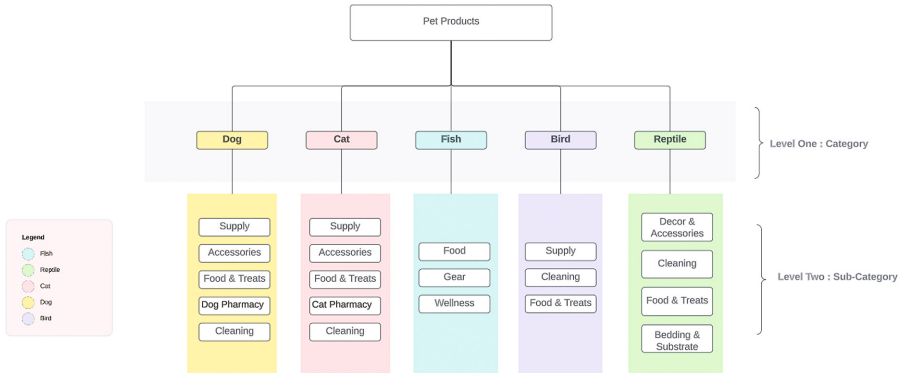 Pet Products
Dog
Cat
Fish
Bird
Reptile
Level One : Category
Supply
Accessories
Food & Treats
Dog Pharmacy
Cleaning
Supply
Accessories
Food & Treats
Cat Pharmacy
Cleaning
Food
Gear
Wellness
Supply
Cleaning
Food & Treats
Decor &
Accessories
Cleaning
Food & Treats
Bedding &
Substrate
Level Two : Sub-Category
Legend
FIsh
Reptile
Cat
Dog
Bird